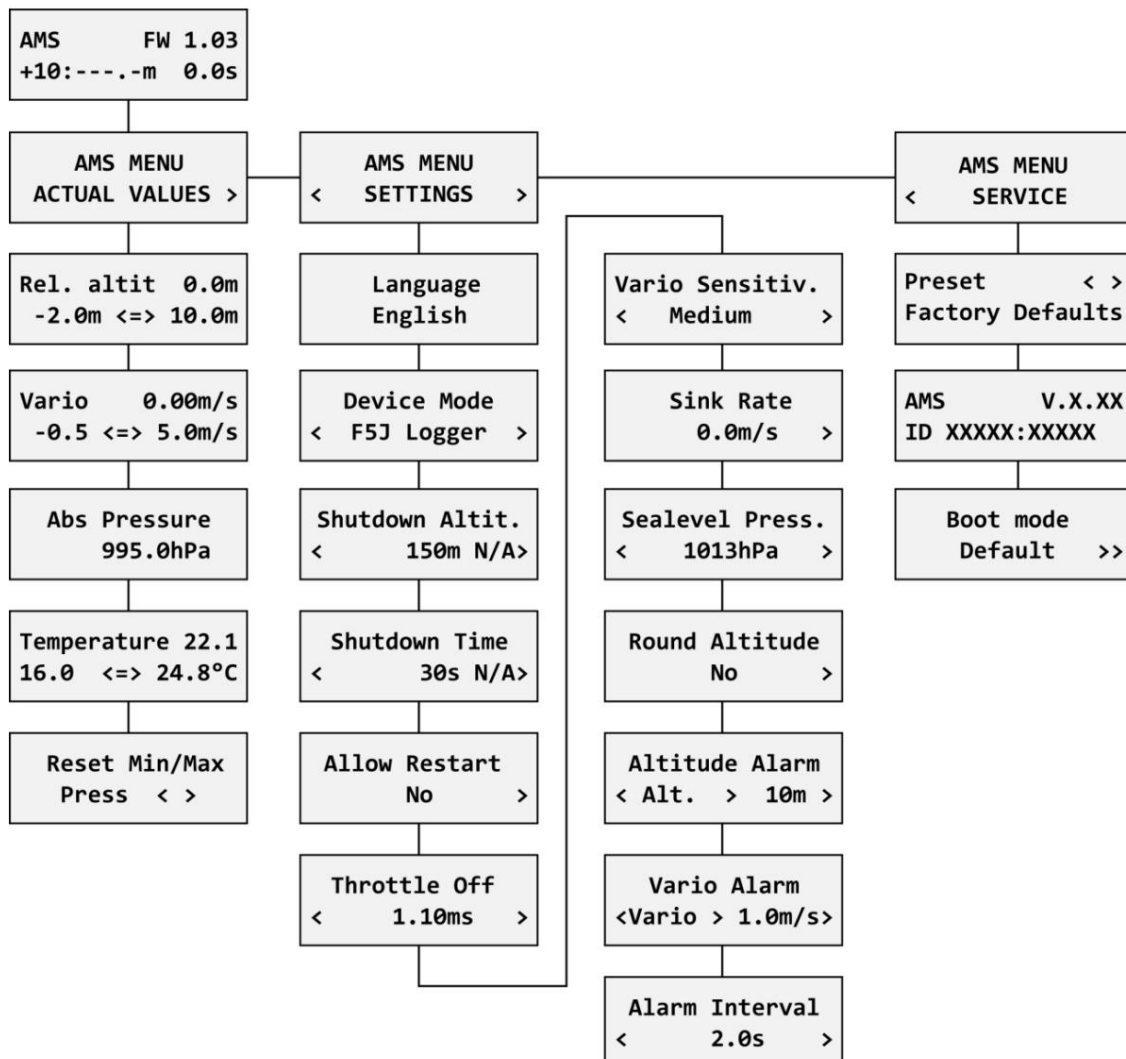 AMS FW 1.03
+10:---.-m 0.0s
AMS MENU
ACTUAL VALUES >
Rel. altit 0.0m
-2.0m <=> 10.0m
Vario 0.00m/s
-0.5 <=> 5.0m/s
Abs Pressure
995.0hPa
Temperature 22.1
16.0 <=> 24.8°C
Reset Min/Max
Press < >
AMS MENU
< SETTINGS >
Language
English
Device Mode
< F5J Logger >
Shutdown Altit.
< 150m N/A>
Shutdown Time
< 30s N/A>
Allow Restart
No >
Throttle Off
< 1.10ms >
Vario Sensitiv.
< Medium >
Sink Rate
0.0m/s >
Sealevel Press.
< 1013hPa >
Round Altitude
No >
Altitude Alarm
< Alt. > 10m >
Vario Alarm
<Vario > 1.0m/s>
Alarm Interval
< 2.0s >
AMS MENU
< SERVICE
Preset < >
Factory Defaults
AMS V.X.XX
ID XXXXX:XXXXX
Boot mode
Default >>